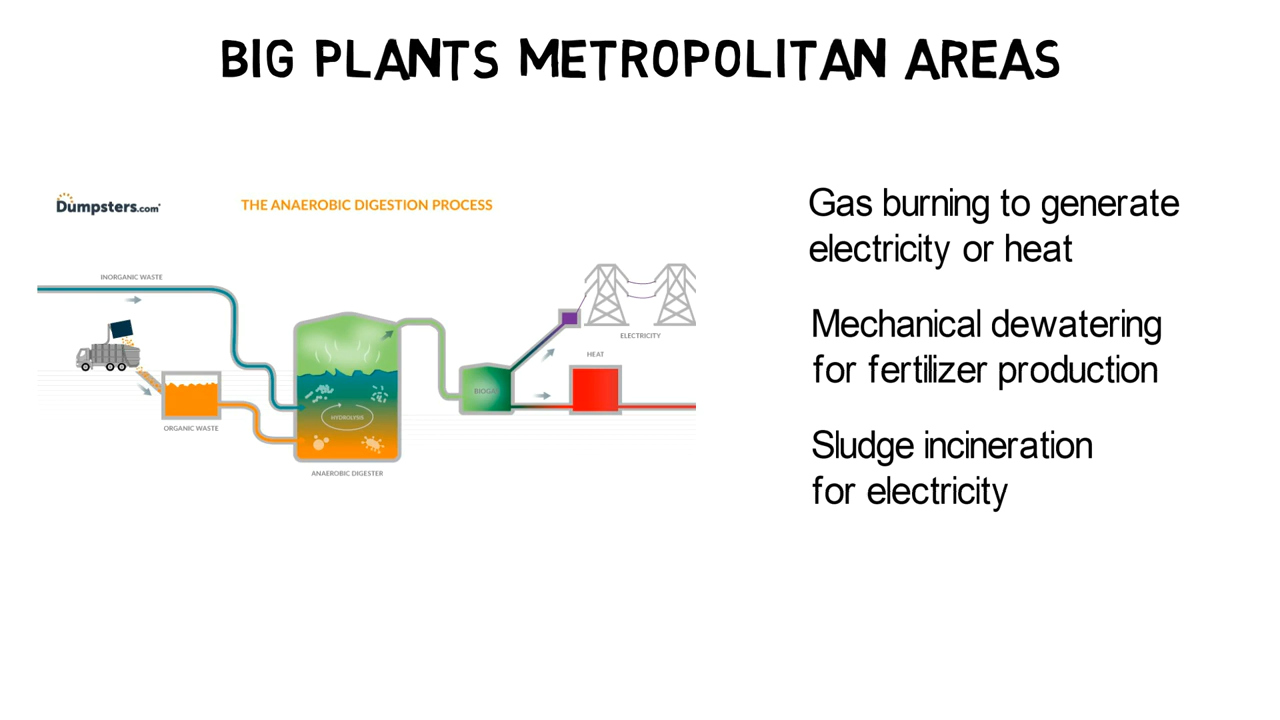 BIG PLANTS METROPOLITAN AREAS
Dumpsters.com
THE ANAEROBIC DIGESTION PROCESS
INORGANIC WASTE
ORGANIC WASTE
HYDROLYSIS
ANAEROBIC DIGESTER
BIOGAS
HEAT
ELECTRICITY
Gas burning to generate
electricity or heat
Mechanical dewatering
for fertilizer production
Sludge incineration
for electricity